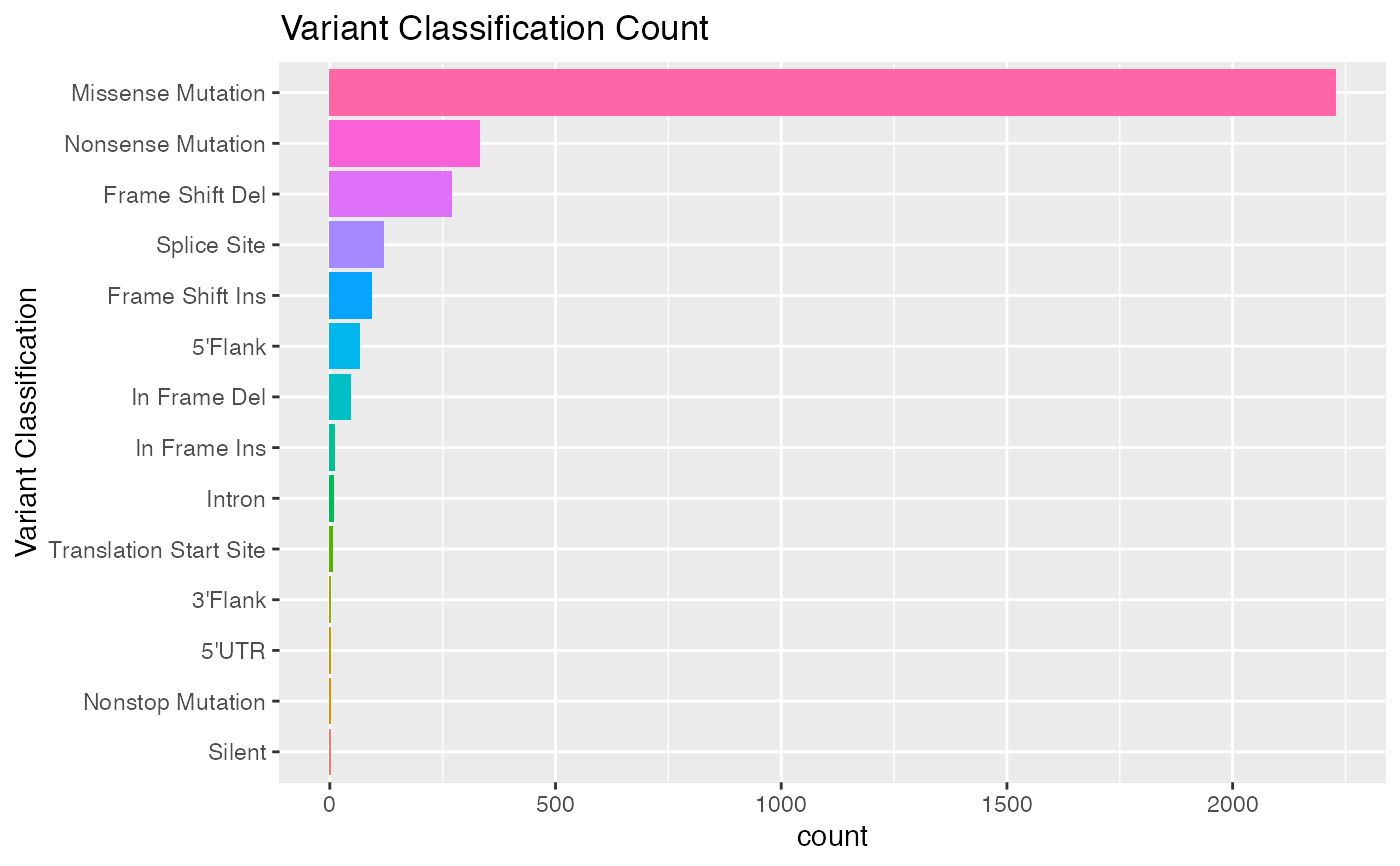 Variant Classification Count
Variant Classification
Missense Mutation
Nonsense Mutation
Frame Shift Del
Splice Site
Frame Shift Ins
5'Flank
In Frame Del
In Frame Ins
Intron
Translation Start Site
3'Flank
5'UTR
Nonstop Mutation
Silent
0 500 1000 1500 2000
count